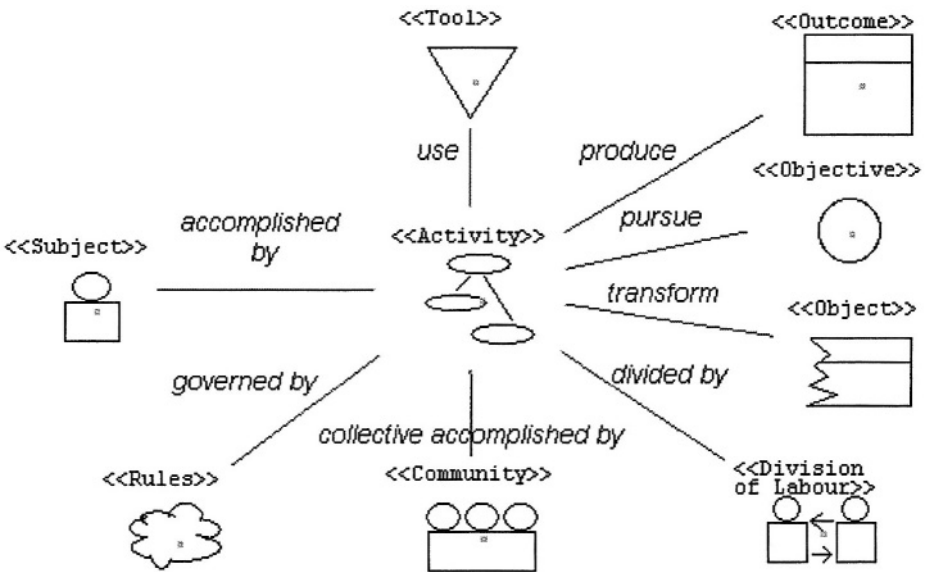 <<Tool>>
<<Outcome>>
use
produce
<<Objective>>
accomplished
by
<<Activity>>
pursue
<<Subject>>
transform
<<Object>>
governed by
divided by
collective accomplished by
<<Rules>>
<<Community>>
<<Division
of Labour>>